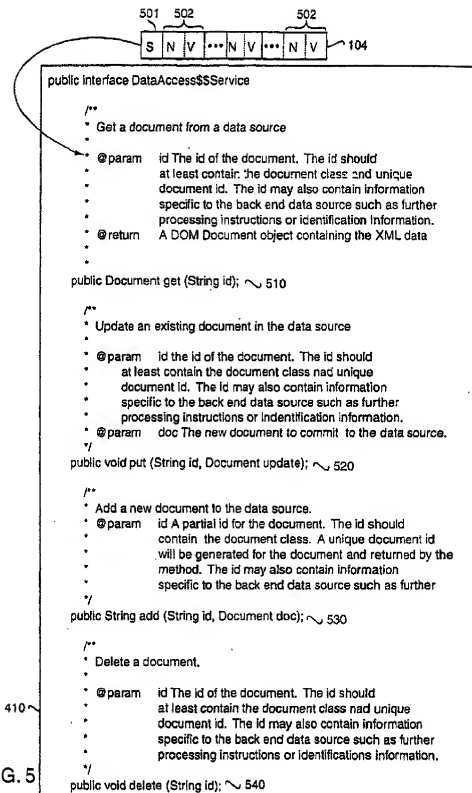 501 502 502
S N V ••• N V ••• N V 104
public interface DataAccess$$Service
/**
* Get a document from a data source
*
* @param id The id of the document. The id should
* at least contain the document class and unique
* document id. The id may also contain information
* specific to the back end data source such as further
* processing instructions or identification information.
* @return A DOM Document object containing the XML data
*
*
public Document get (String id); 510
/**
* Update an existing document in the data source
*
* @param id the id of the document. The id should
* at least contain the document class nad unique
* document id. The id may also contain information
* specific to the back end data source such as further
* processing instructions or indentification information.
* @param doc The new document to commit to the data source.
*/
public void put (String id, Document update); 520
/**
* Add a new document to the data source.
* @param id A partial id for the document. The id should
* contain the document class. A unique document id
* will be generated for the document and returned by the
* method. The id may also contain information
* specific to the back end data source such as further
*/
public String add (String id, Document doc); 530
/**
* Delete a document.
*
* @param id The id of the document. The id should
* at least contain the document class nad unique
* document id. The id may also contain information
* specific to the back end data source such as further
* processing instructions or identifications information.
*/
public void delete (String id); 540
410
G. 5